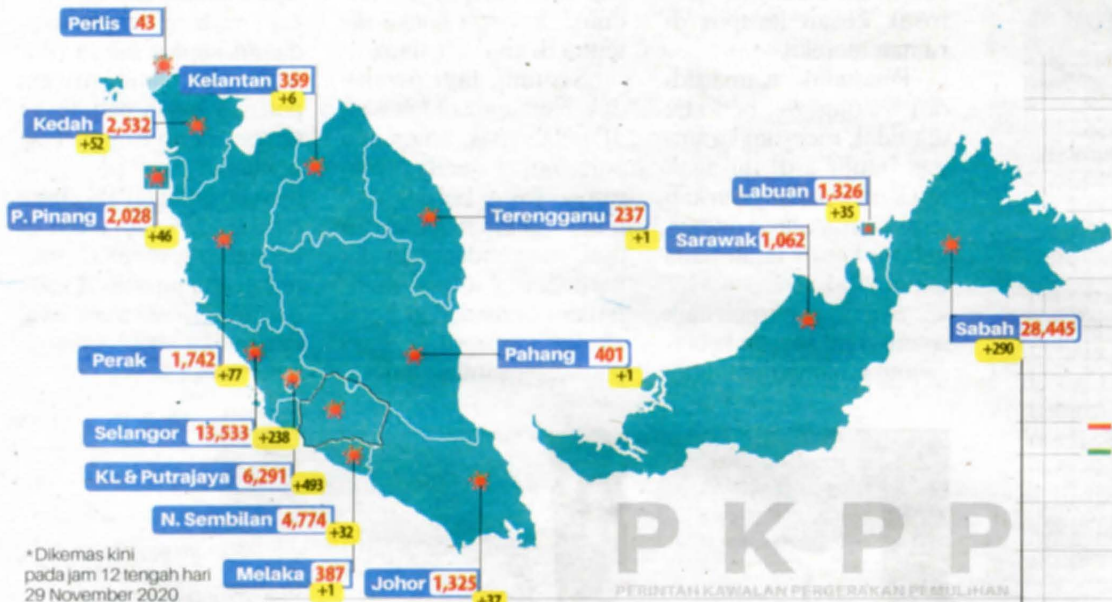 Perlis 43
Kelantan 359
+6
Kedah 2,532
+52
P. Pinang 2,028
+46
Terengganu 237
+1
Labuan 1,326
+35
Sarawak 1,062
Sabah 28,445
+290
Perak 1,742
+77
Pahang 401
+1
Selangor 13,533
+238
KL & Putrajaya 6,291
+493
N. Sembilan 4,774
+32
Melaka 387
+1
Johor 1,325
+37
*Dikemas kini
pada jam 12 tengah hari
29 November 2020
PKPP
PERINTAH KAWALAN PERGERAKAN PEMULIHAN